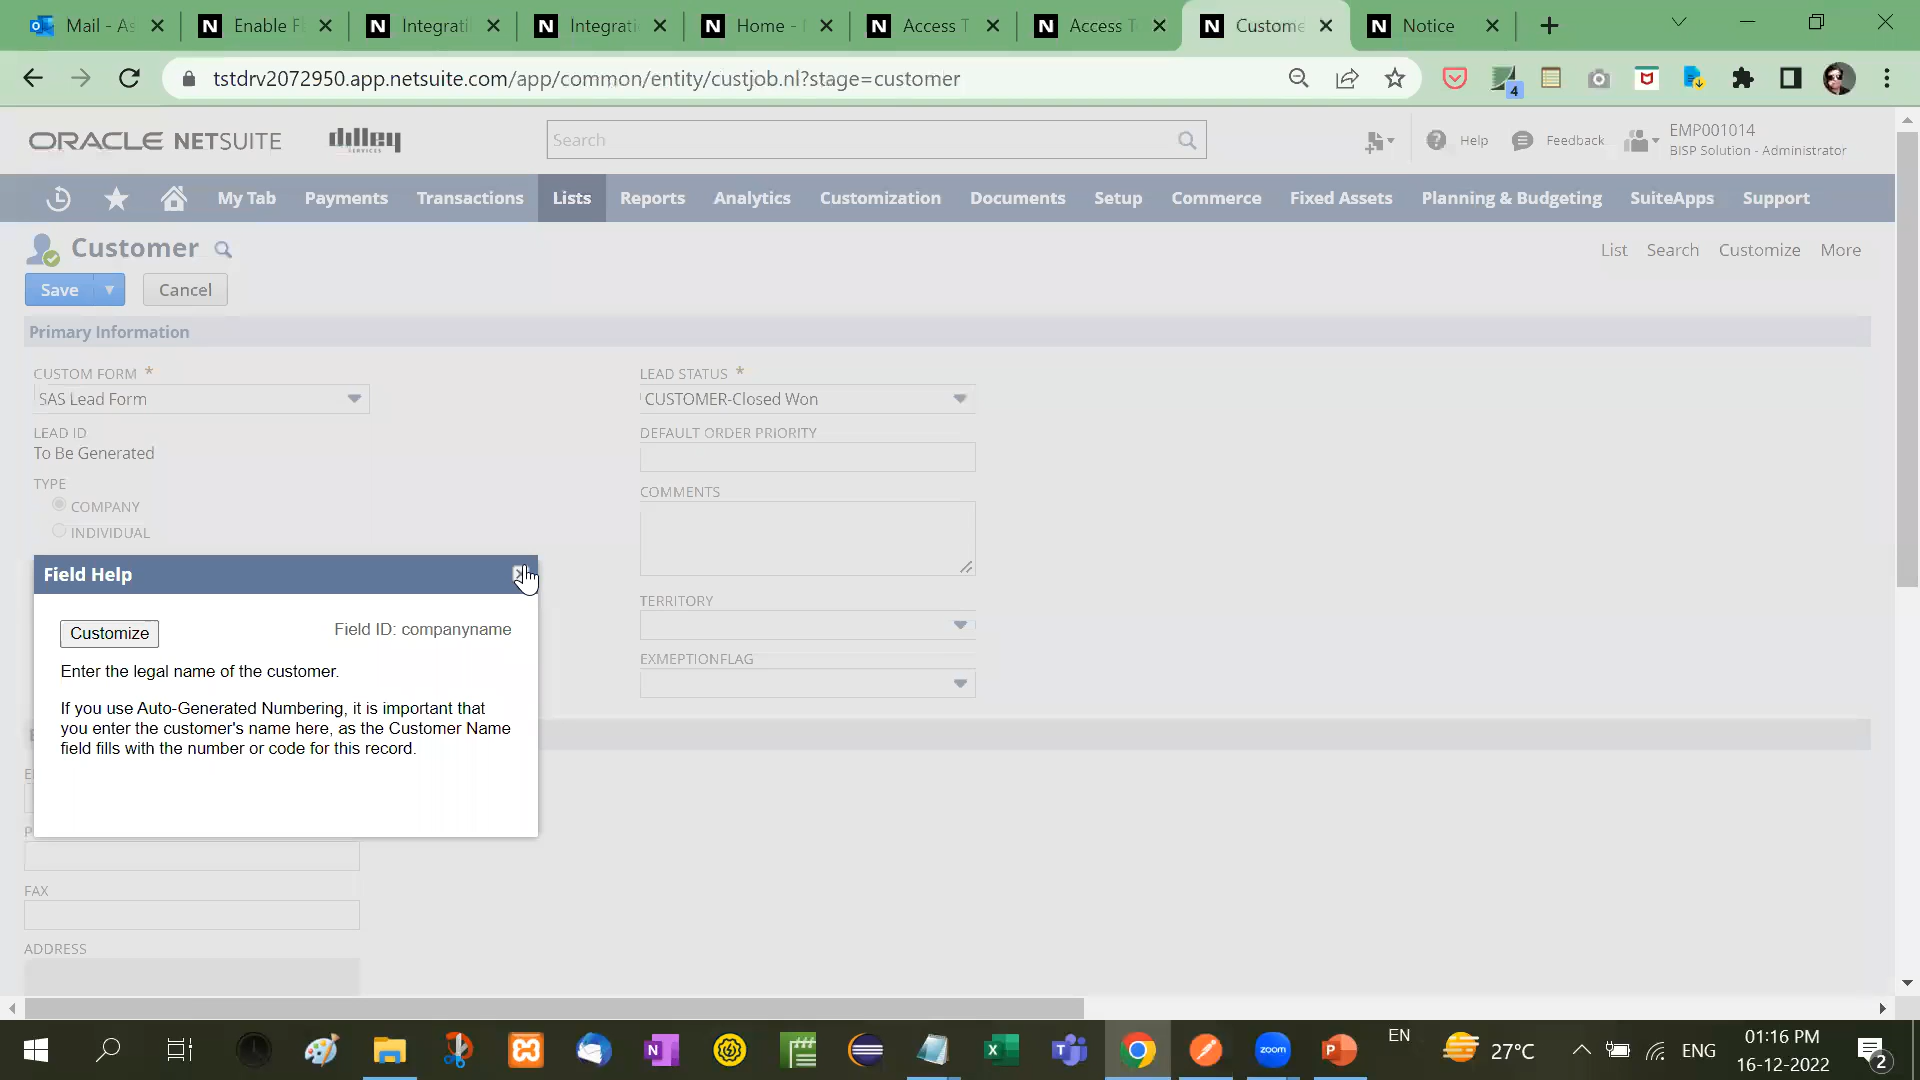 Mail - As
Enable F
Integrati
Integratio
Home -
Access T
Access To
Custome
Notice
tstdrv2072950.app.netsuite.com/app/common/entity/custjob.nl?stage=customer
4
ORACLE NETSUITE
dilley
SERVICES
Search
Help
Feedback
EMP001014
BISP Solution - Administrator
My Tab
Payments
Transactions
Lists
Reports
Analytics
Customization
Documents
Setup
Commerce
Fixed Assets
Planning & Budgeting
SuiteApps
Support
Customer
List
Search
Customize
More
Save
Cancel
Primary Information
CUSTOM FORM *
SAS Lead Form
LEAD ID
To Be Generated
TYPE
COMPANY
INDIVIDUAL
LEAD STATUS *
CUSTOMER-Closed Won
DEFAULT ORDER PRIORITY
COMMENTS
TERRITORY
EXMEPTIONFLAG
Field Help
Customize
Field ID: companyname
Enter the legal name of the customer.
If you use Auto-Generated Numbering, it is important that
you enter the customer's name here, as the Customer Name
field fills with the number or code for this record.
FAX
ADDRESS
zoom
EN
27°C
ENG
01:16 PM
16-12-2022
2